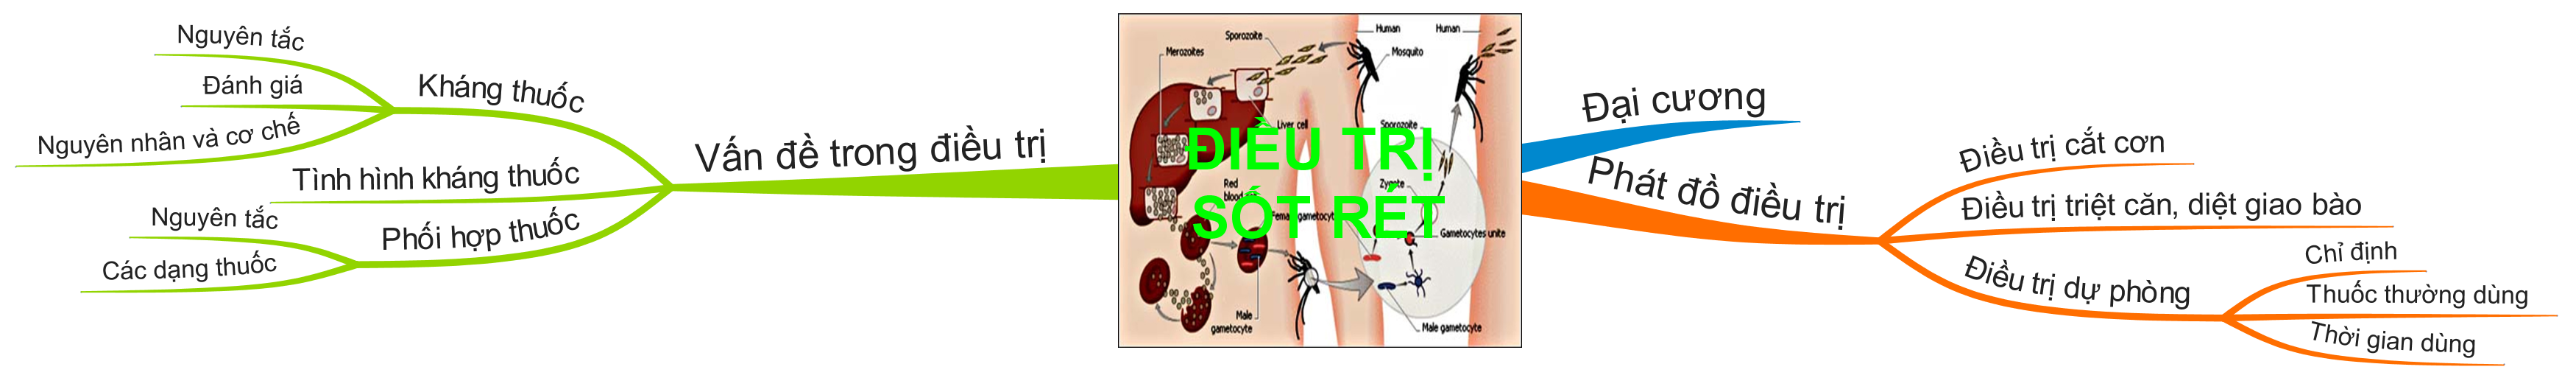 Nguyên tắc
Đánh giá
Nguyên nhân và cơ chế
Kháng thuốc
Tình hình kháng thuốc
Nguyên tắc
Các dạng thuốc
Phối hợp thuốc
Vấn đề trong điều trị
Sporozoite
Human
Human
Merozoites
Mosquito
Liver cell
Sporozoite
ĐIỀU TRỊ
SỐT RÉT
Red
blood
Zygote
Female gametocyte
Gametocytes unite
Male
gametocyte
Male gametocyte
Đại cương
Phát đồ điều trị
Điều trị cắt cơn
Điều trị triệt căn, diệt giao bào
Điều trị dự phòng
Chỉ định
Thuốc thường dùng
Thời gian dùng